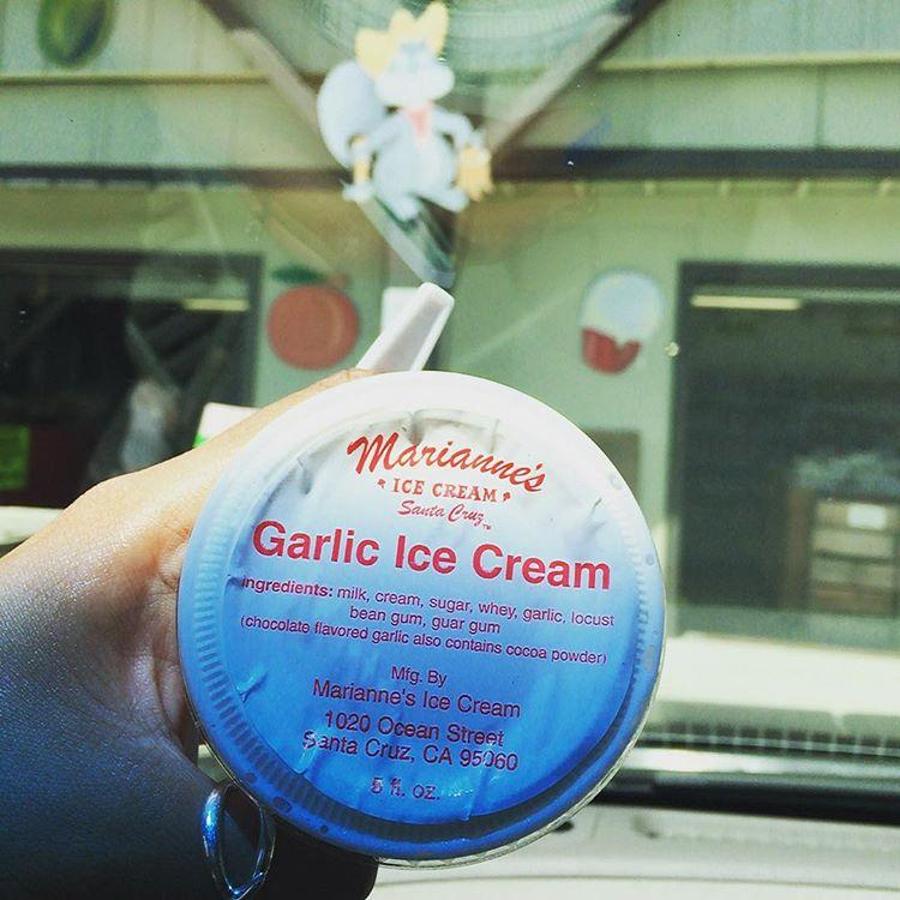 Marianne's
ICE CREAM
Santa Cruz TM
Garlic Ice Cream
ingredients: milk, cream, sugar, whey, garlic, locust
bean gum, guar gum
(chocolate flavored garlic also contains cocoa powder)
Mfg. By
Marianne's Ice Cream
1020 Ocean Street
Santa Cruz, CA 95060
5 fl. oz.